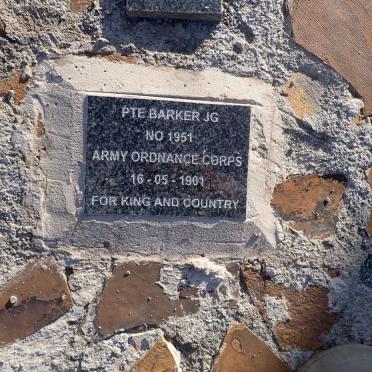 PTE BARKER JG
NO 1951
ARMY ORDNANCE CORPS
16 - 05 - 1901
FOR KING AND COUNTRY